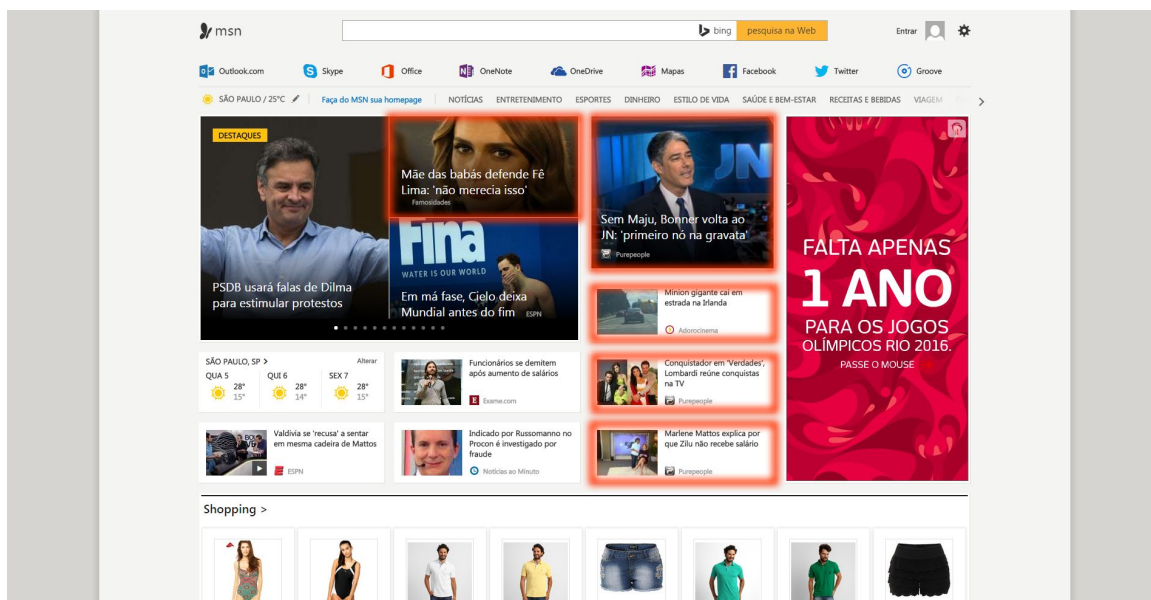 msn
bing
pesquisa na Web
Entrar
Outlook.com
Skype
Office
OneNote
OneDrive
Mapas
Facebook
Twitter
Groove
SÃO PAULO / 25°C
Faça do MSN sua homepage
NOTÍCIAS
ENTRETENIMENTO
ESPORTES
DINHEIRO
ESTILO DE VIDA
SAÚDE E BEM-ESTAR
RECEITAS E BEBIDAS
VIAGEM
DESTAQUES
PSDB usará falas de Dilma
para estimular protestos
Mãe das babás defende Fê
Lima: 'não merecia isso'
Famosidades
Fina
WATER IS OUR WORLD
Em má fase, Cielo deixa
Mundial antes do fim ESPN
JN
Sem Maju, Bonner volta ao
JN: 'primeiro nó na gravata'
Purepeople
Minion gigante cai em
estrada na Irlanda
Adorocinema
FALTA APENAS
1 ANO
PARA OS JOGOS
OLÍMPICOS RIO 2016.
PASSE O MOUSE
SÃO PAULO, SP >
Alterar
QUA 5
QUI 6
SEX 7
28°
15°
28°
14°
28°
15°
Funcionários se demitem
após aumento de salários
Exame.com
Conquistador em 'Verdades',
Lombardi reúne conquistas
na TV
Purepeople
Valdívia se 'recusa' a sentar
em mesma cadeira de Mattos
ESPN
Indicado por Russomanno no
Procon é investigado por
fraude
Notícias ao Minuto
Marlene Mattos explica por
que Zilu não recebe salário
Purepeople
Shopping >